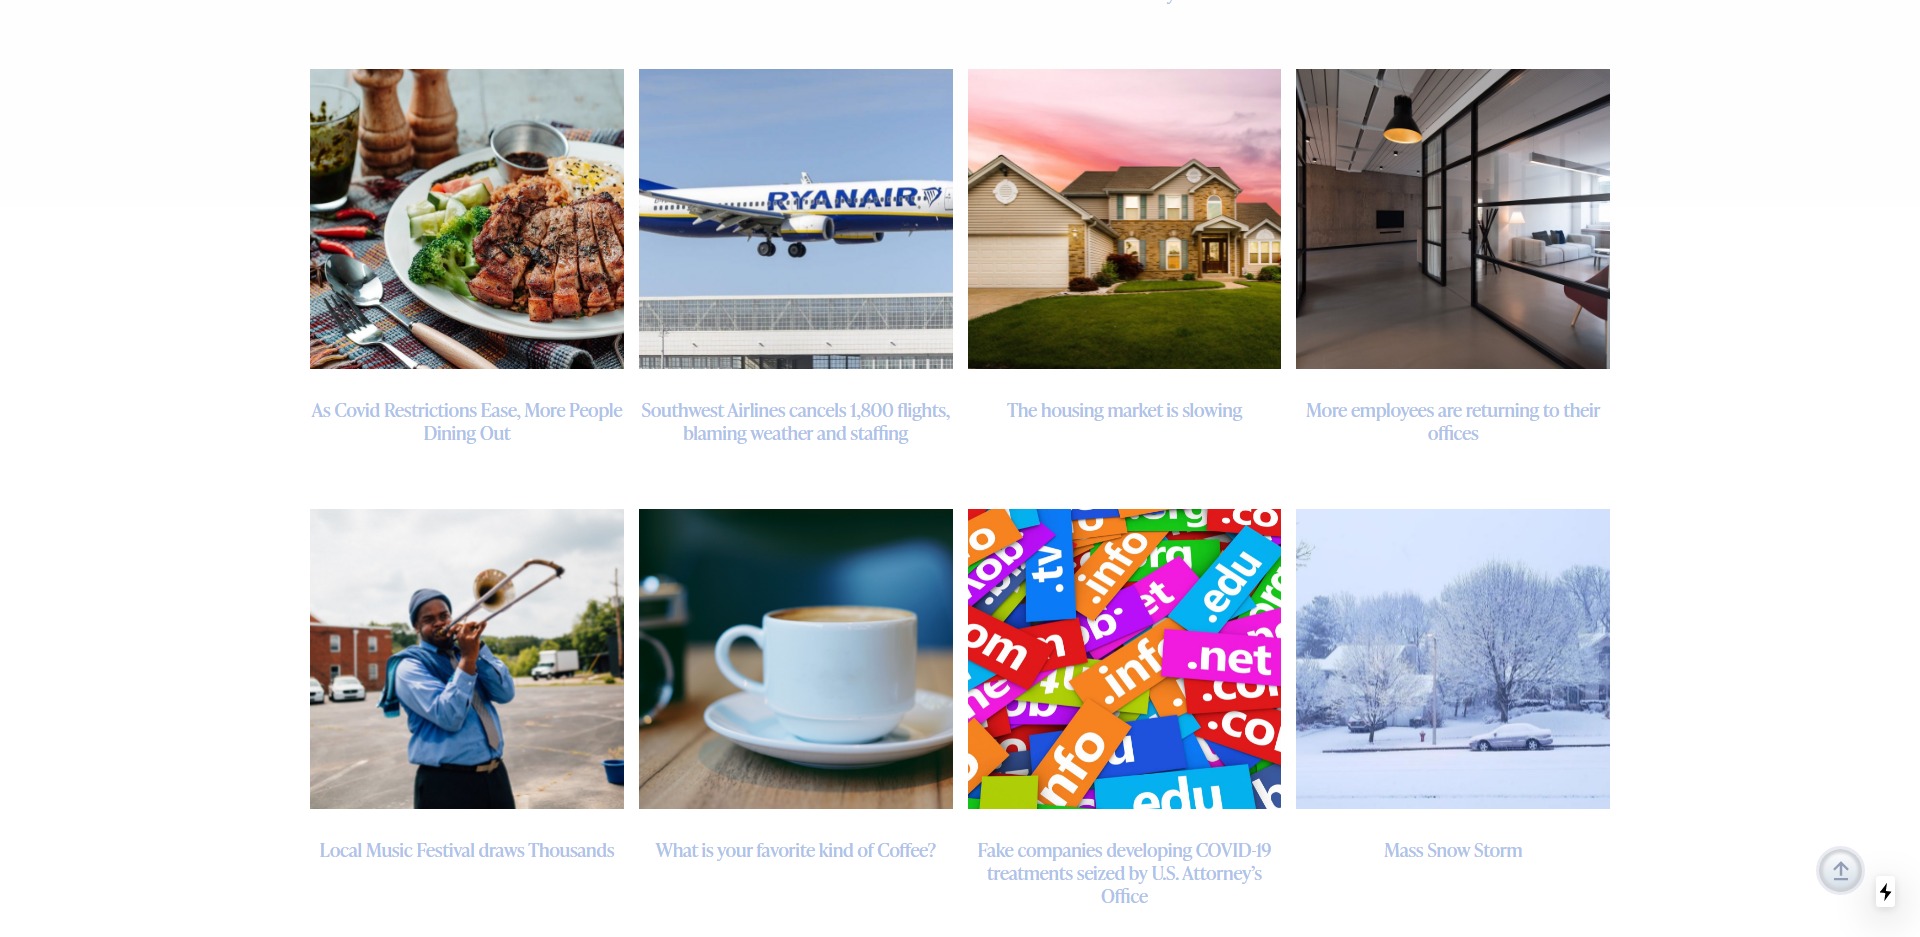 RYANAIR
As Covid Restrictions Ease, More People
Dining Out
Southwest Airlines cancels 1,800 flights,
blaming weather and staffing
The housing market is slowing
More employees are returning to their
offices
.org
.co
.tv
.info
.edu
.net
.info
.com
.info
.edu
Local Music Festival draws Thousands
What is your favorite kind of Coffee?
Fake companies developing COVID-19
treatments seized by U.S. Attorney’s
Office
Mass Snow Storm